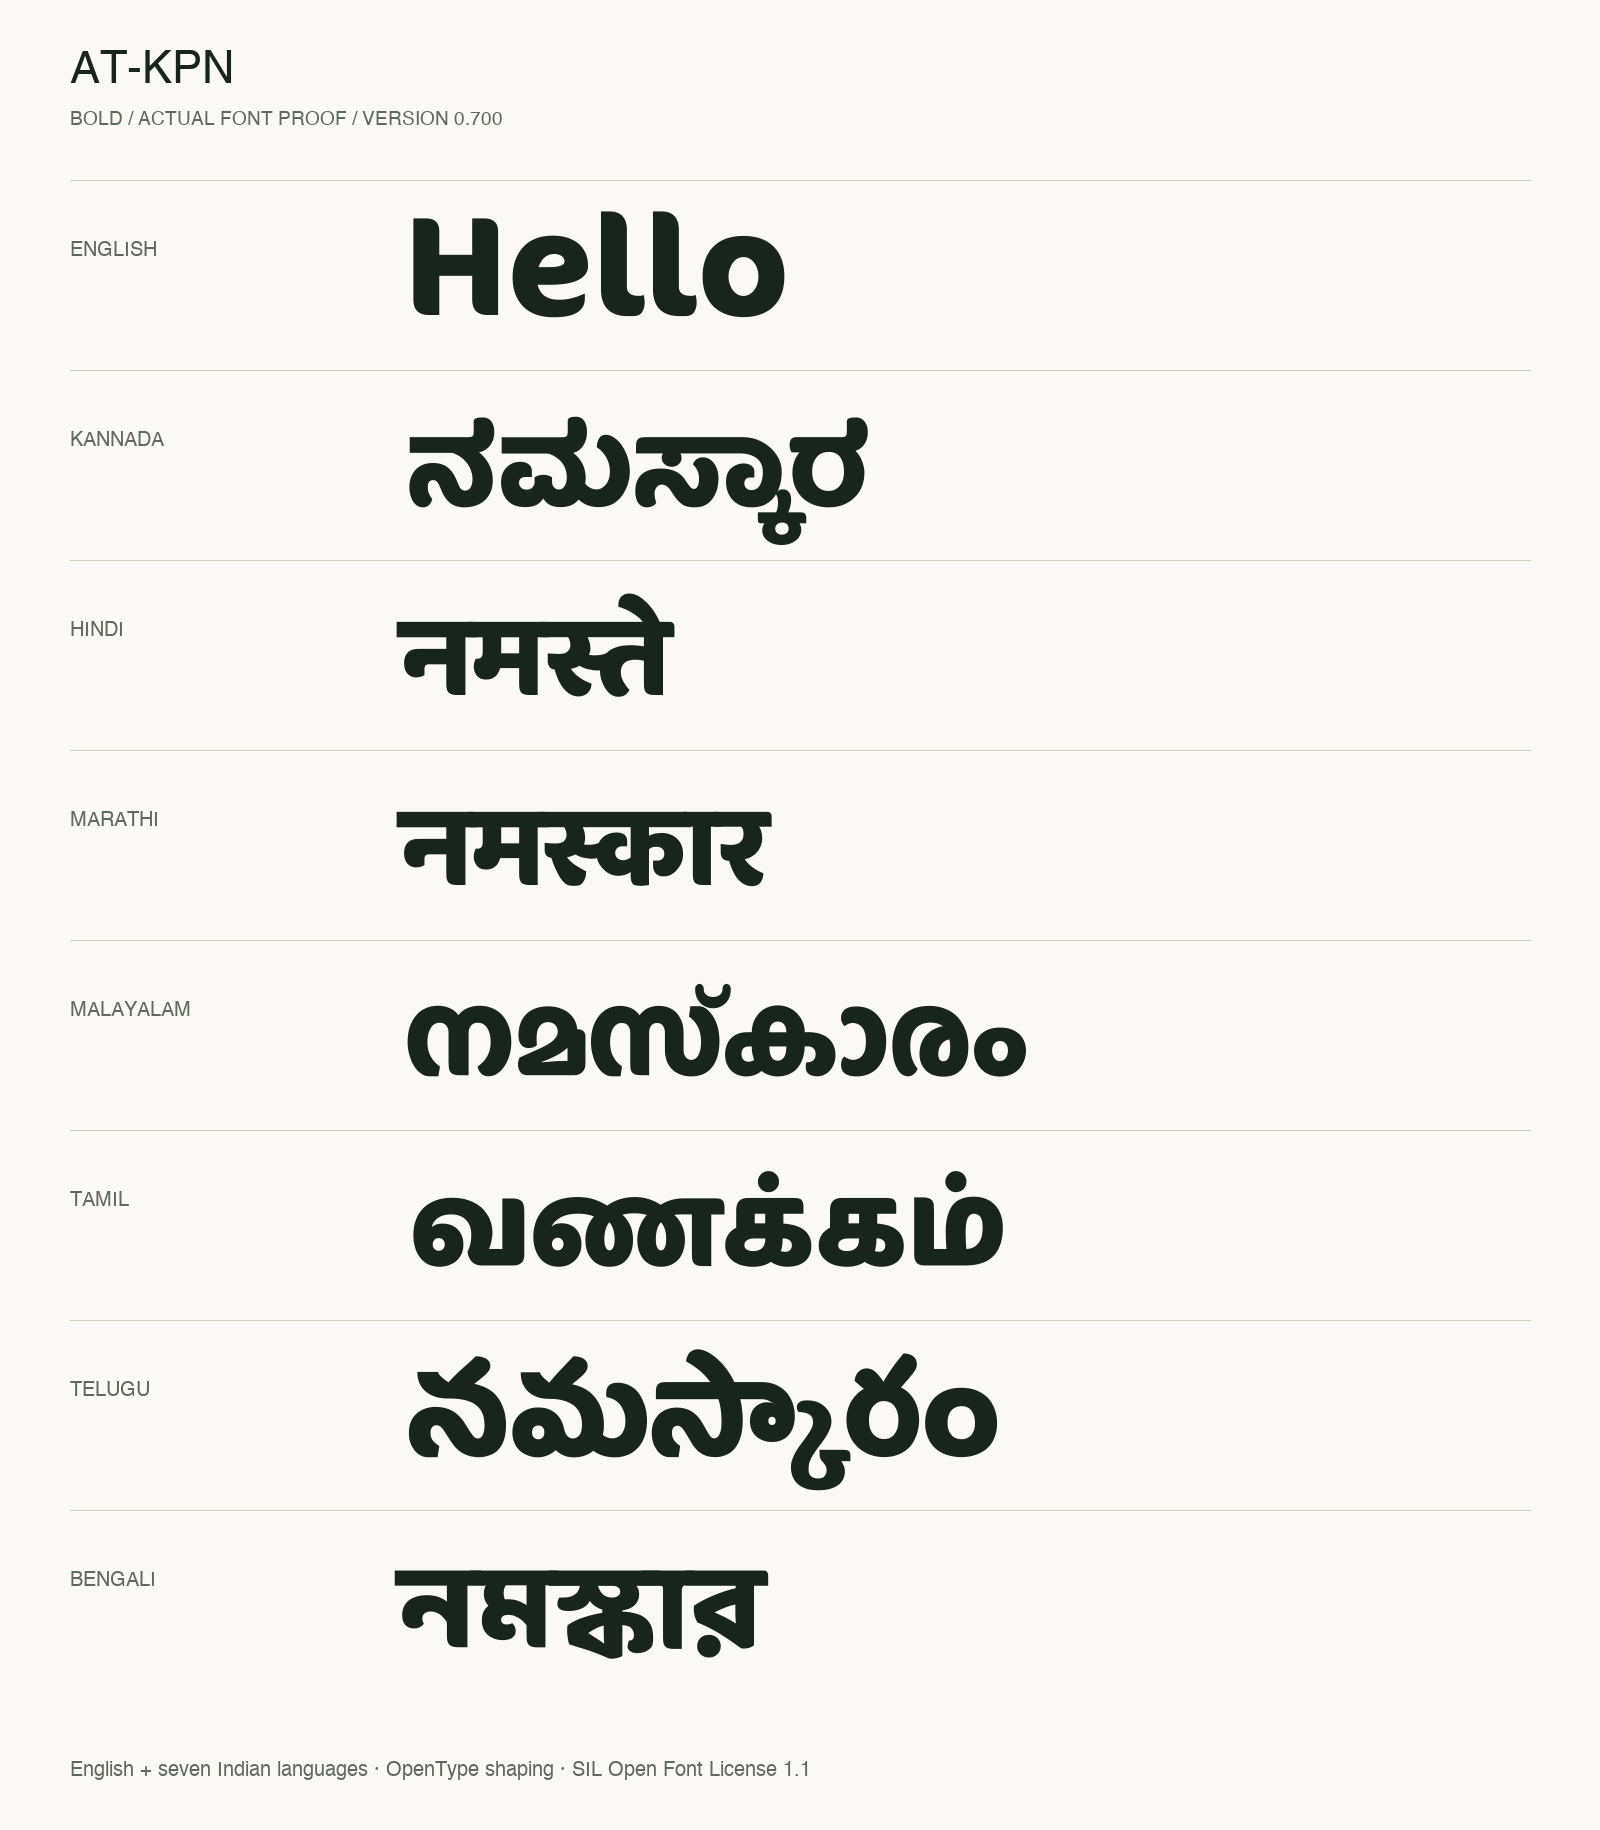 AT-KPN
BOLD / ACTUAL FONT PROOF / VERSION 0.700
ENGLISH Hello
KANNADA ನಮಸ್ಕಾರ
HINDI नमस्ते
MARATHI नमस्कार
MALAYALAM നമസ്കാരം
TAMIL வணக்கம்
TELUGU నమస్కారం
BENGALI নমস্কার
English + seven Indian languages · OpenType shaping · SIL Open Font License 1.1